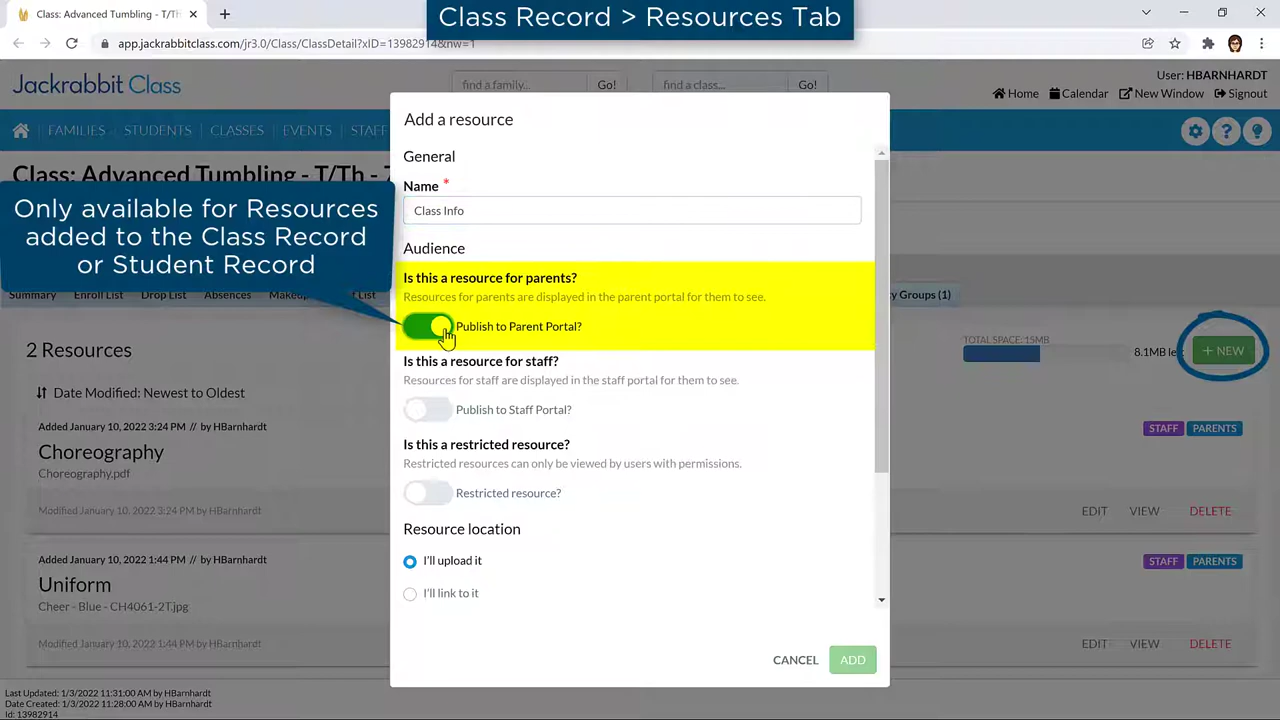 Class: Advanced Tumbling - T/Th
Class Record > Resources Tab
app.jackrabbitclass.com/jr3.0/Class/ClassDetail?xID=13982914&nw=1
Jackrabbit Class
find a family...
Go!
find a class...
Go!
User: HBARNHARDT
Home
Calendar
New Window
Signout
FAMILIES
STUDENTS
CLASSES
EVENTS
STAFF
Class: Advanced Tumbling - T/Th -
Only available for Resources
added to the Class Record
or Student Record
Summary
Enroll List
Drop List
Absences
List
Groups (1)
2 Resources
TOTAL SPACE: 15MB
8.1MB
+ NEW
Date Modified: Newest to Oldest
Added January 10, 2022 3:24 PM // by HBarnhardt
STAFF
PARENTS
Choreography
Choreography.pdf
Modified January 10, 2022 3:24 PM by HBarnhardt
EDIT
VIEW
DELETE
Added January 10, 2022 1:44 PM // by HBarnhardt
STAFF
PARENTS
Uniform
Cheer - Blue - CH4061-2T.jpg
Modified January 10, 2022 1:44 PM by HBarnhardt
EDIT
VIEW
DELETE
Last Updated: 1/3/2022 11:31:00 AM by HBarnhardt
Date Created: 1/3/2022 11:28:00 AM by HBarnhardt
Id: 13982914
Add a resource
General
Name *
Class Info
Audience
Is this a resource for parents?
Resources for parents are displayed in the parent portal for them to see.
Publish to Parent Portal?
Is this a resource for staff?
Resources for staff are displayed in the staff portal for them to see.
Publish to Staff Portal?
Is this a restricted resource?
Restricted resources can only be viewed by users with permissions.
Restricted resource?
Resource location
I'll upload it
I'll link to it
CANCEL
ADD